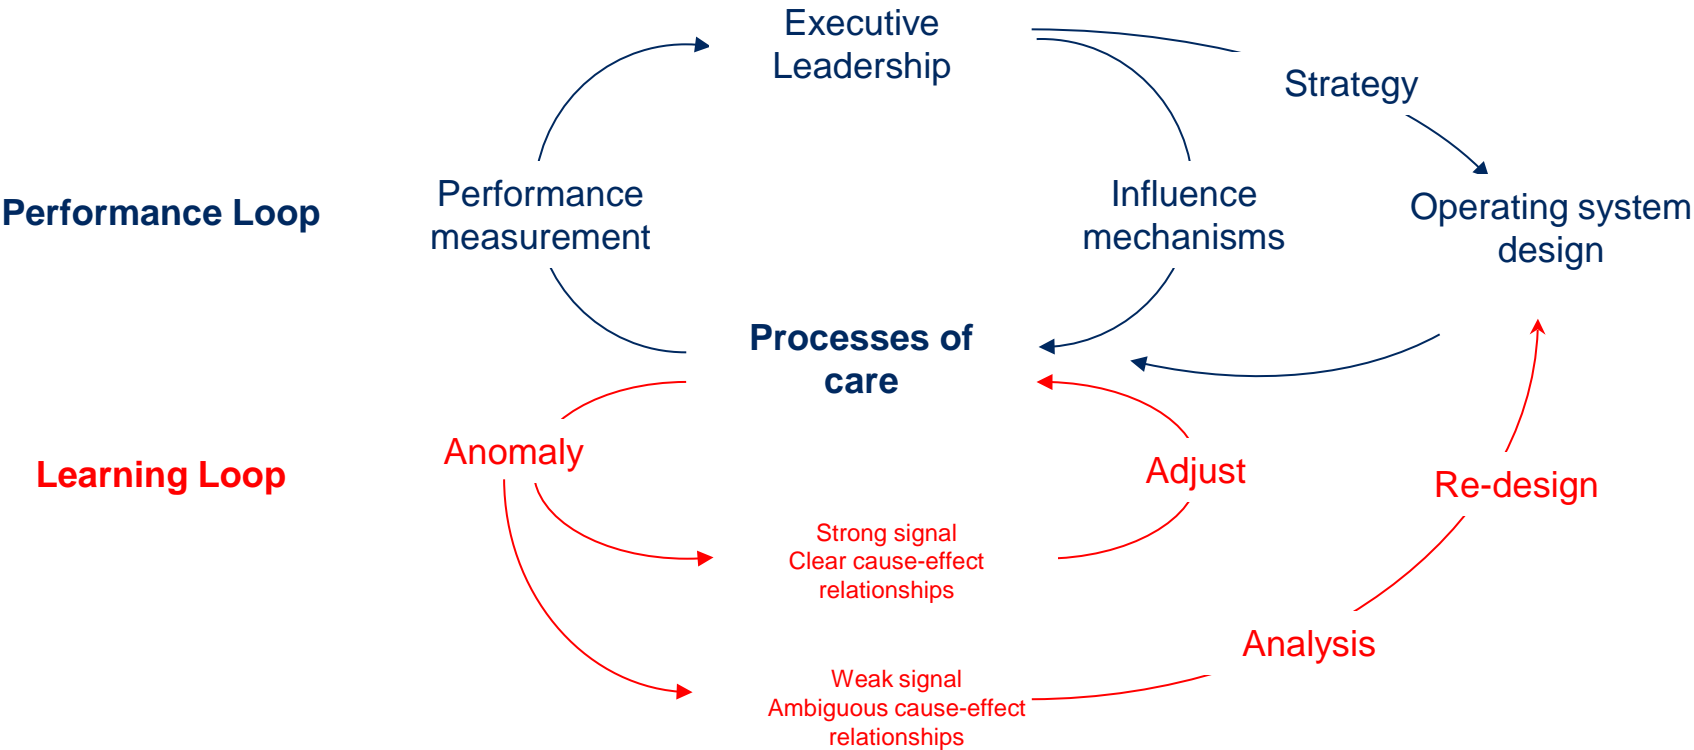 Executive
Leadership
Strategy
Performance Loop
Performance
measurement
Influence
mechanisms
Operating system
design
Processes of
care
Learning Loop
Anomaly
Adjust
Re-design
Strong signal
Clear cause-effect
relationships
Analysis
Weak signal
Ambiguous cause-effect
relationships